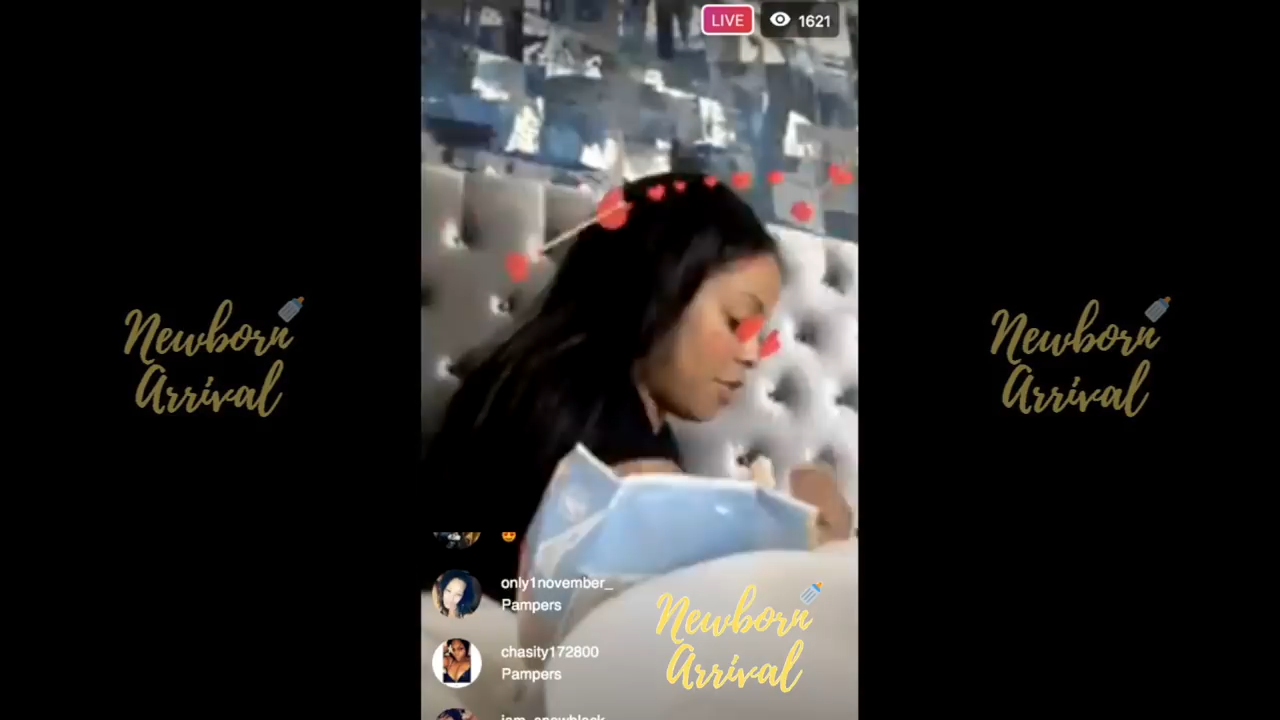 LIVE 1621
Newborn
Arrival
Newborn
Arrival
only1november_
Pampers
chasity172800
Pampers
Newborn
Arrival